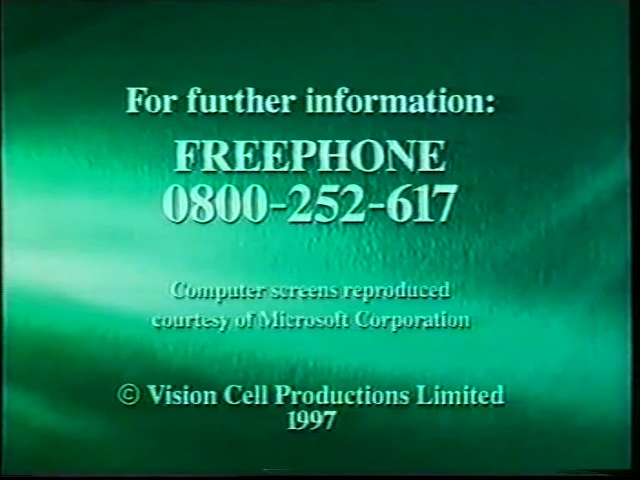 For further information:
FREEPHONE
0800-252-617
Computer screens reproduced
courtesy of Microsoft Corporation
© Vision Cell Productions Limited
1997